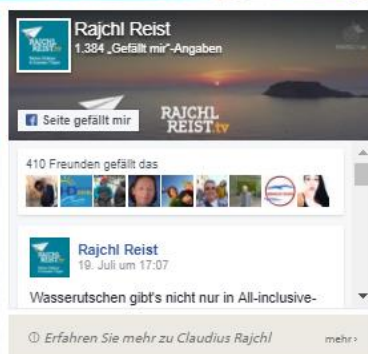 Rajchl Reist
1.384 „Gefällt mir“-Angaben
Seite gefällt mir
RAJCHL
REIST.tv
410 Freunden gefällt das
Rajchl Reist
19. Juli um 17:07
Wasserutschen gibt's nicht nur in All-inclusive-
Erfahren Sie mehr zu Claudius Rajchl
mehr ›